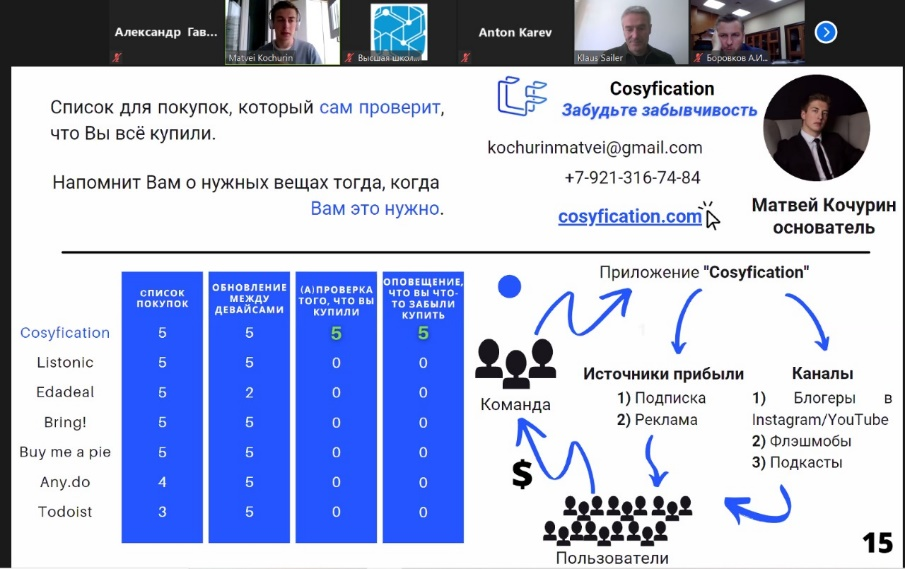 Александр Гав...
Matvei Kochurin
Высшая школ...
Anton Karev
Klaus Sailer
Боровков А.И...
Список для покупок, который сам проверит,
что Вы всё купили.
Напомнит Вам о нужных вещах тогда, когда
Вам это нужно.
Cosyfication
Забудьте забывчивость
kochurinmatvei@gmail.com
+7-921-316-74-84
cosyfication.com
Матвей Кочурин
основатель
СПИСОК
ПОКУПОК
ОБНОВЛЕНИЕ
МЕЖДУ
ДЕВАЙСАМИ
(А)ПРОВЕРКА
ТОГО, ЧТО ВЫ
КУПИЛИ
ОПОВЕЩЕНИЕ,
ЧТО ВЫ ЧТО-
ТО ЗАБЫЛИ
КУПИТЬ
Cosyfication 5 5 5 5
Listonic 5 5 0 0
Edadeal 5 2 0 0
Bring! 5 5 0 0
Buy me a pie 5 5 0 0
Any.do 4 5 0 0
Todoist 3 5 0 0
Приложение "Cosyfication"
Команда
$
Источники прибыли
1) Подписка
2) Реклама
Каналы
1) Блогеры в
Instagram/YouTube
2) Флэшмобы
3) Подкасты
Пользователи
15